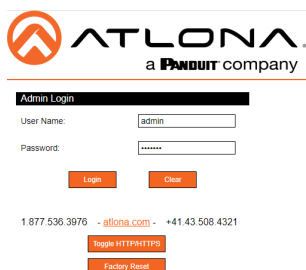 ATLONA.
a PANDUIT company
Admin Login
User Name: admin
Password: •••••••
Login Clear
1.877.536.3976 - atlona.com - +41.43.508.4321
Toggle HTTP/HTTPS
Factory Reset